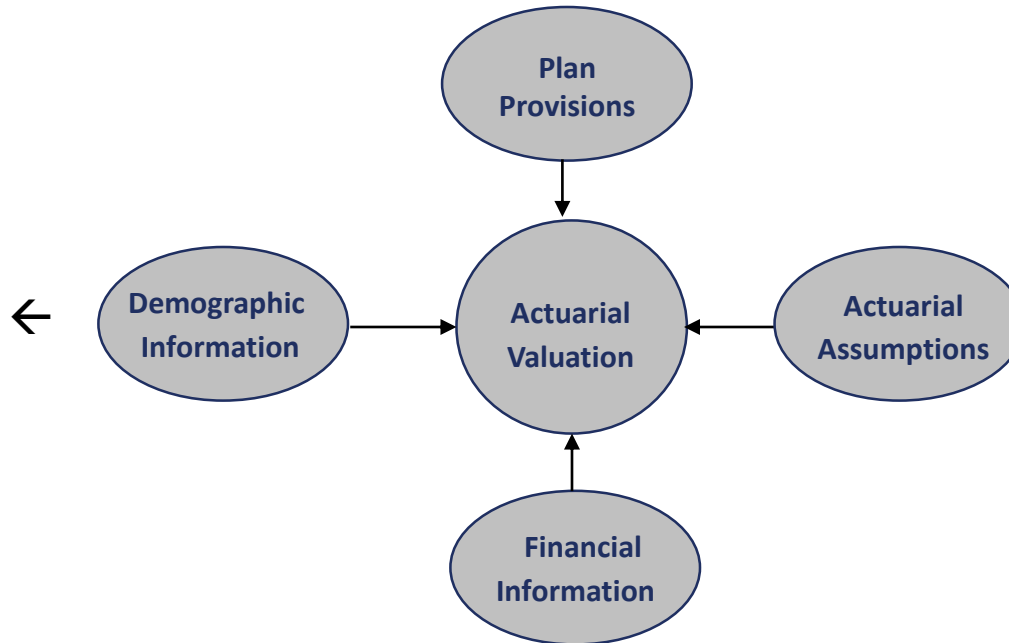 Plan
Provisions
Demographic
Information
Actuarial
Valuation
Actuarial
Assumptions
Financial
Information